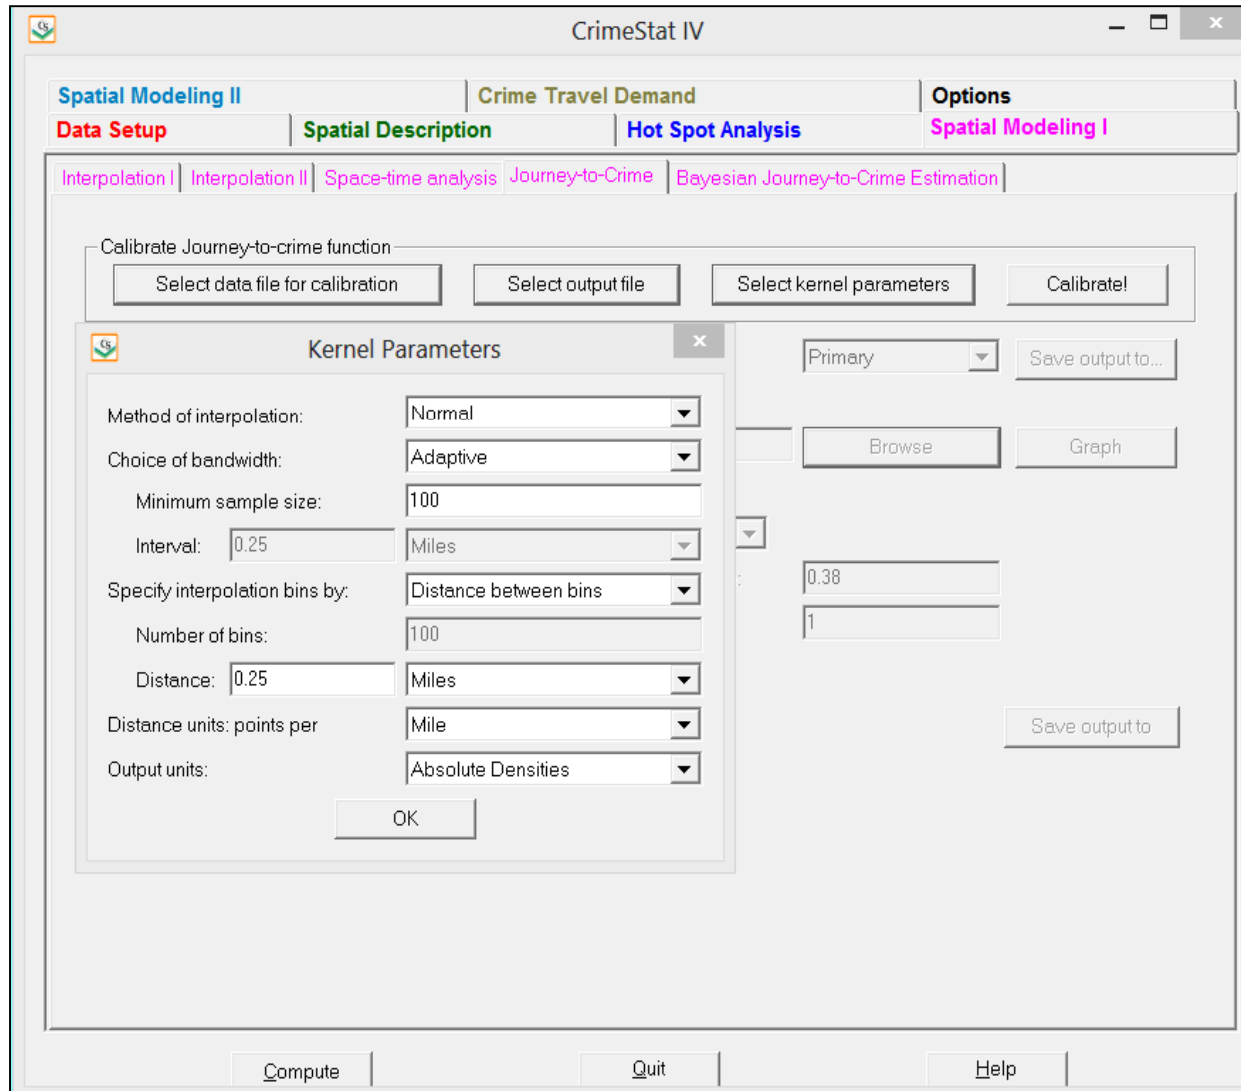 CrimeStat IV
Spatial Modeling II Crime Travel Demand Options
Data Setup Spatial Description Hot Spot Analysis Spatial Modeling I
Interpolation I Interpolation II Space-time analysis Journey-to-Crime Bayesian Journey-to-Crime Estimation
Calibrate Journey-to-crime function
Select data file for calibration Select output file Select kernel parameters Calibrate!
Kernel Parameters
Primary Save output to...
Method of interpolation: Normal
Browse Graph
Choice of bandwidth: Adaptive
Minimum sample size: 100
Interval: 0.25 Miles
Specify interpolation bins by: Distance between bins
: 0.38
Number of bins: 100
1
Distance: 0.25 Miles
Distance units: points per Mile
Save output to
Output units: Absolute Densities
OK
Compute Quit Help